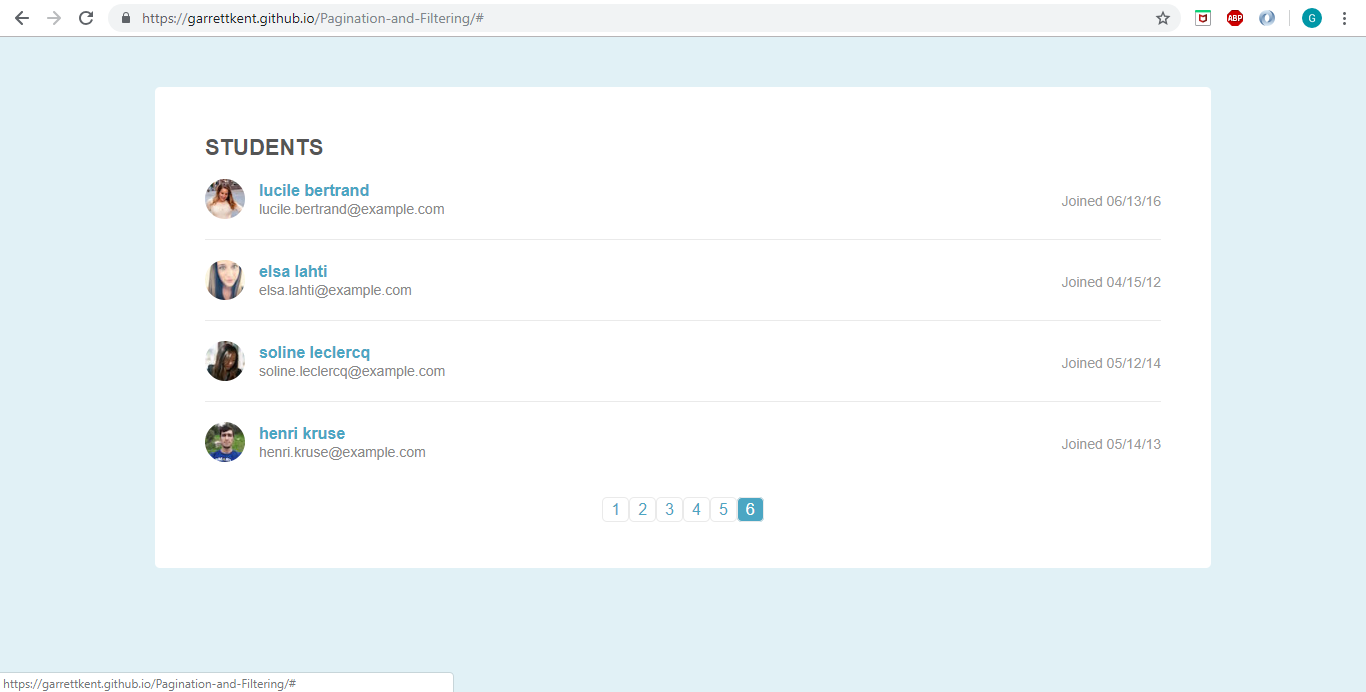 https://garrettkent.github.io/Pagination-and-Filtering/#
ABP
G
STUDENTS
lucile bertrand
lucile.bertrand@example.com
Joined 06/13/16
elsa lahti
elsa.lahti@example.com
Joined 04/15/12
soline leclercq
soline.leclercq@example.com
Joined 05/12/14
henri kruse
henri.kruse@example.com
Joined 05/14/13
1 2 3 4 5 6
https://garrettkent.github.io/Pagination-and-Filtering/#